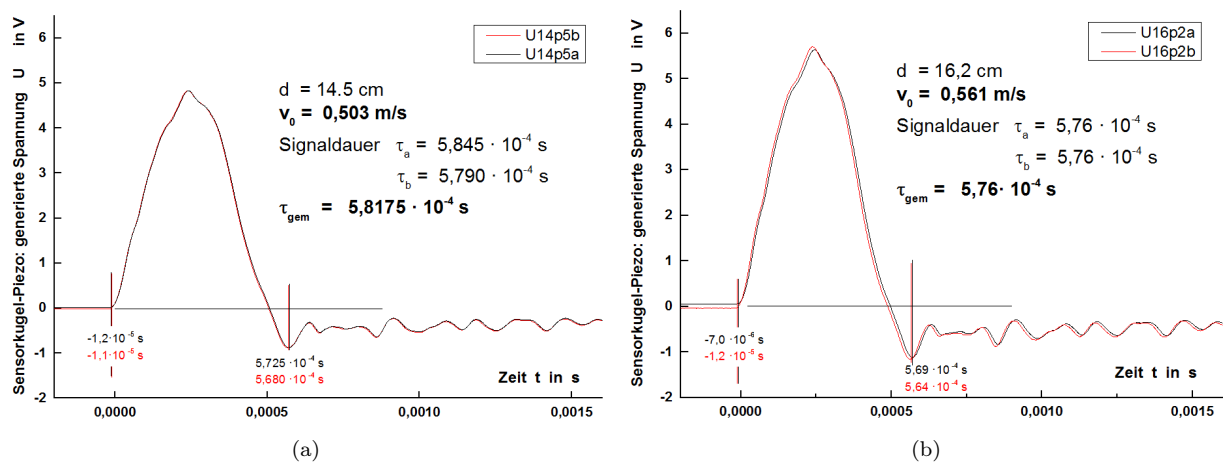 Sensorkugel-Piezo: generierte Spannung U in V
6
5
4
3
2
1
0
-1
-2
U14p5b
U14p5a
d = 14.5 cm
v₀ = 0,503 m/s
Signaldauer τₐ = 5,845 · 10⁻⁴ s
τ_b = 5,790 · 10⁻⁴ s
τ_gem = 5,8175 · 10⁻⁴ s
-1,2·10⁻⁵ s
-1,1·10⁻⁵ s
5,725 ·10⁻⁴ s
5,680 ·10⁻⁴ s
Zeit t in s
0,0000 0,0005 0,0010 0,0015
(a)
Sensorkugel-Piezo: generierte Spannung U in V
6
5
4
3
2
1
0
-1
-2
U16p2a
U16p2b
d = 16,2 cm
v₀ = 0,561 m/s
Signaldauer τₐ = 5,76 · 10⁻⁴ s
τ_b = 5,76 · 10⁻⁴ s
τ_gem = 5,76· 10⁻⁴ s
-7,0 ·10⁻⁶ s
-1,2 ·10⁻⁵ s
5,69 ·10⁻⁴ s
5,64 ·10⁻⁴ s
Zeit t in s
0,0000 0,0005 0,0010 0,0015
(b)